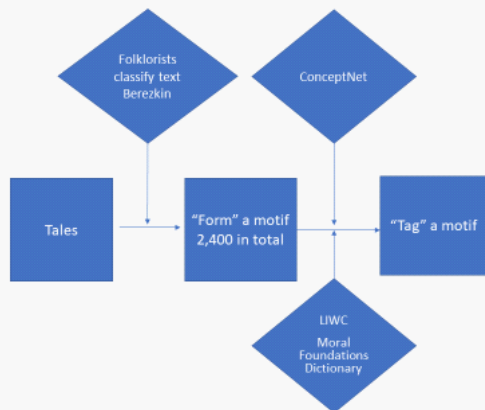 Folklorists
classify text
Berezkin
ConceptNet
Tales
“Form” a motif
2,400 in total
“Tag” a motif
LIWC
Moral
Foundations
Dictionary